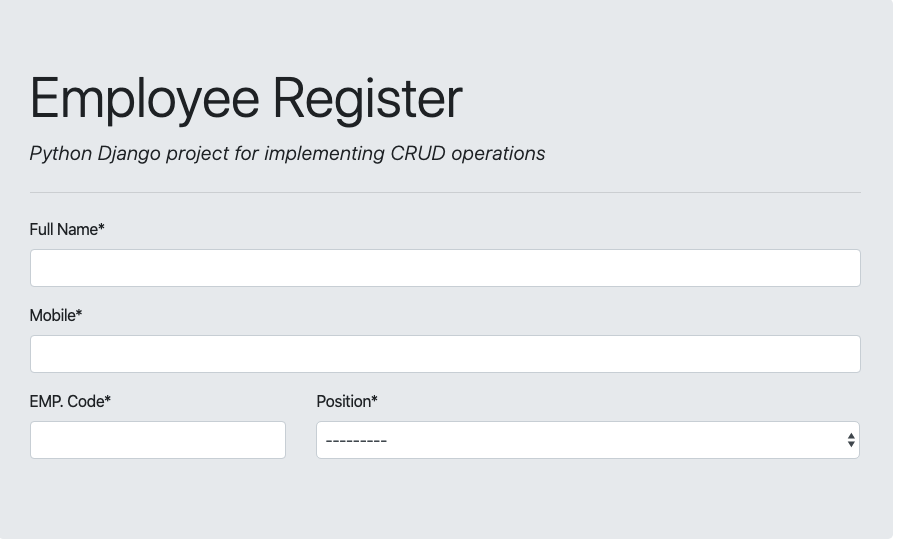 Employee Register
Python Django project for implementing CRUD operations
Full Name*
Mobile*
EMP. Code*
Position*
---------